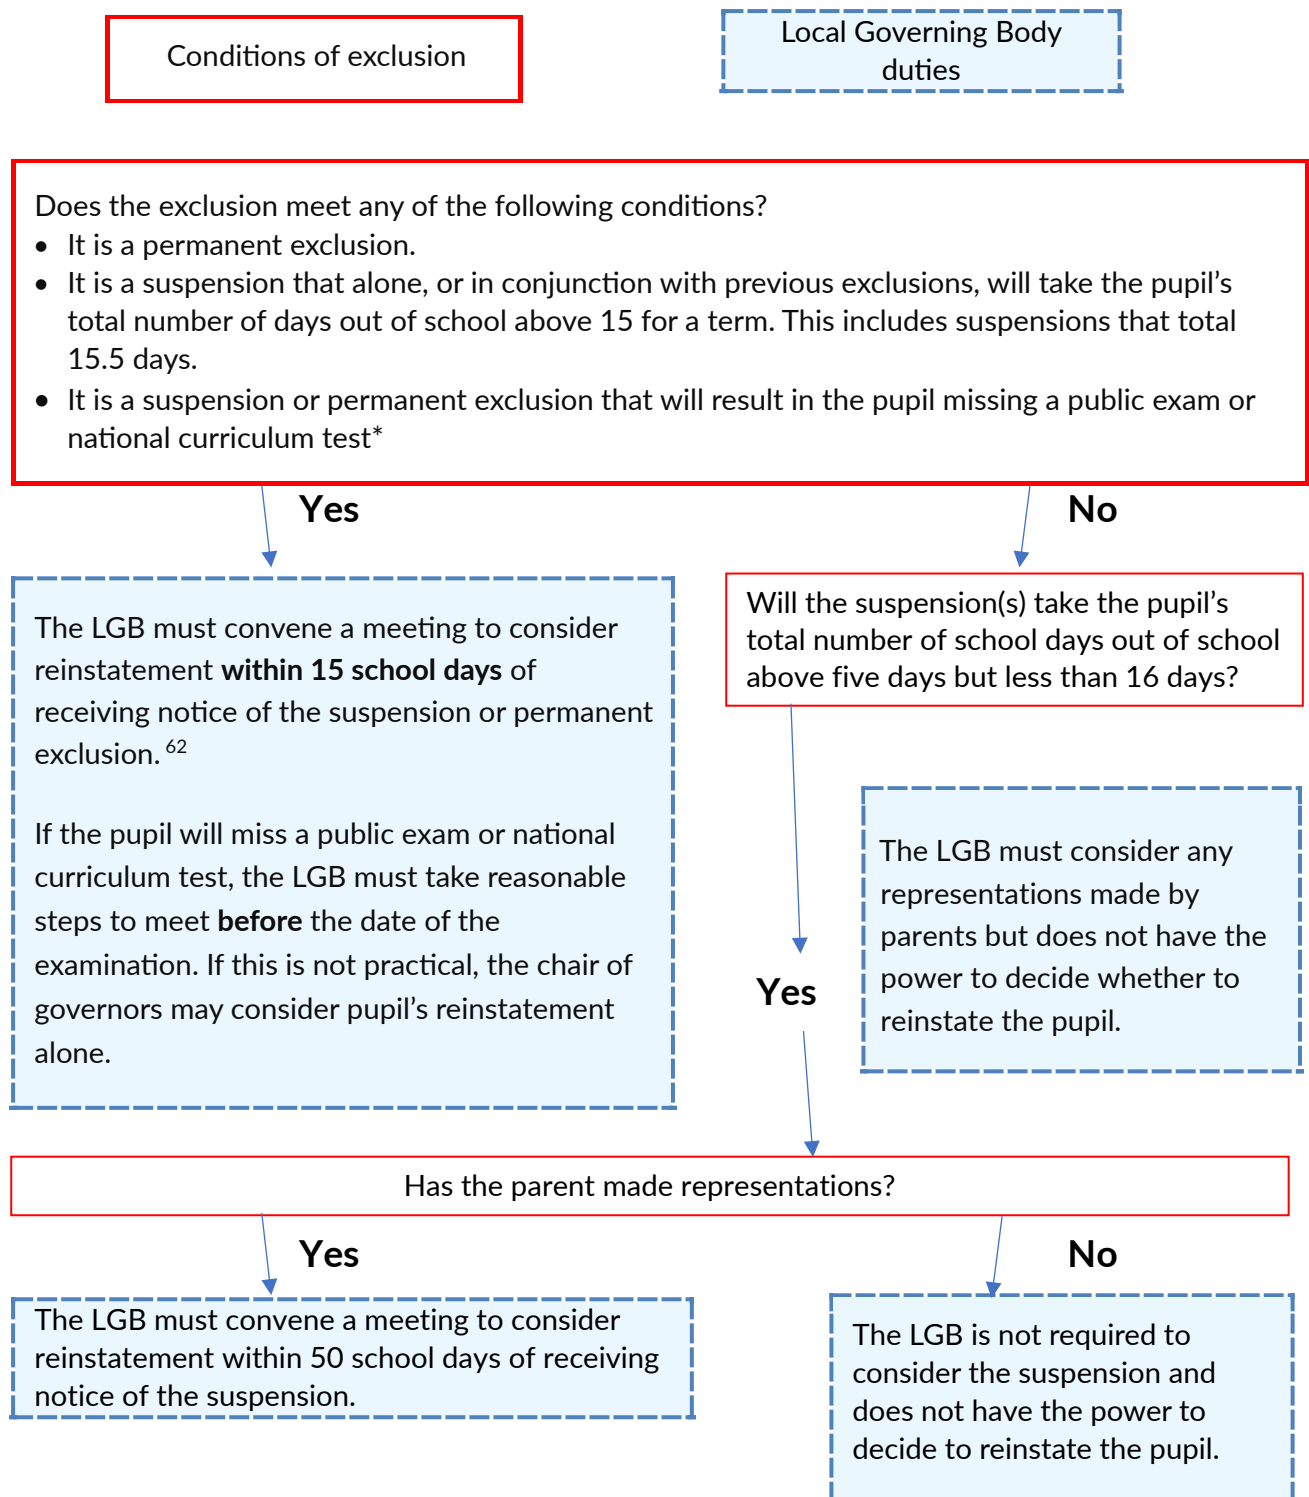 Conditions of exclusion
Local Governing Body
duties
Does the exclusion meet any of the following conditions?
• It is a permanent exclusion.
• It is a suspension that alone, or in conjunction with previous exclusions, will take the pupil’s
total number of days out of school above 15 for a term. This includes suspensions that total
15.5 days.
• It is a suspension or permanent exclusion that will result in the pupil missing a public exam or
national curriculum test*
Yes
No
The LGB must convene a meeting to consider
reinstatement within 15 school days of
receiving notice of the suspension or permanent
exclusion. 62
If the pupil will miss a public exam or national
curriculum test, the LGB must take reasonable
steps to meet before the date of the
examination. If this is not practical, the chair of
governors may consider pupil’s reinstatement
alone.
Will the suspension(s) take the pupil’s
total number of school days out of school
above five days but less than 16 days?
The LGB must consider any
representations made by
parents but does not have the
power to decide whether to
reinstate the pupil.
Yes
Has the parent made representations?
Yes
No
The LGB must convene a meeting to consider
reinstatement within 50 school days of receiving
notice of the suspension.
The LGB is not required to
consider the suspension and
does not have the power to
decide to reinstate the pupil.